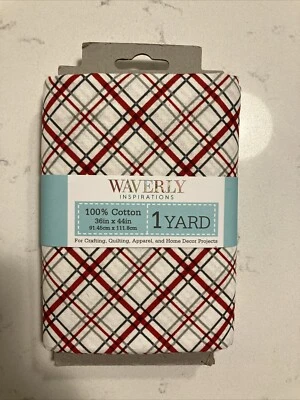 WAVERLY
INSPIRATIONS
100% Cotton
36in x 44in
91.45cm x 111.8cm
1 YARD
For Crafting, Quilting, Apparel, and Home Decor Projects